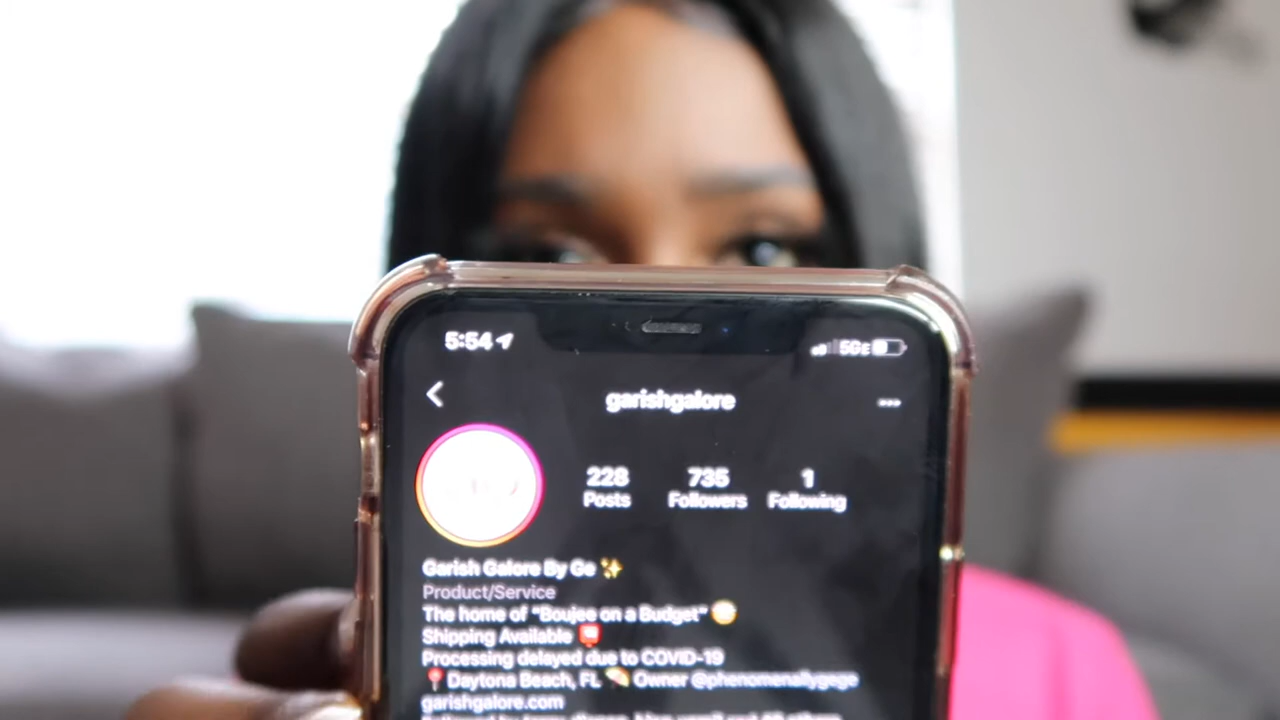 5:54 5GE
garishgalore
228 735 1
Posts Followers Following
Garish Galore By Ge ✨
Product/Service
The home of "Boujee on a Budget"
Shipping Available
Processing delayed due to COVID-19
📍 Daytona Beach, FL Owner @phenomenallygege
garishgalore.com